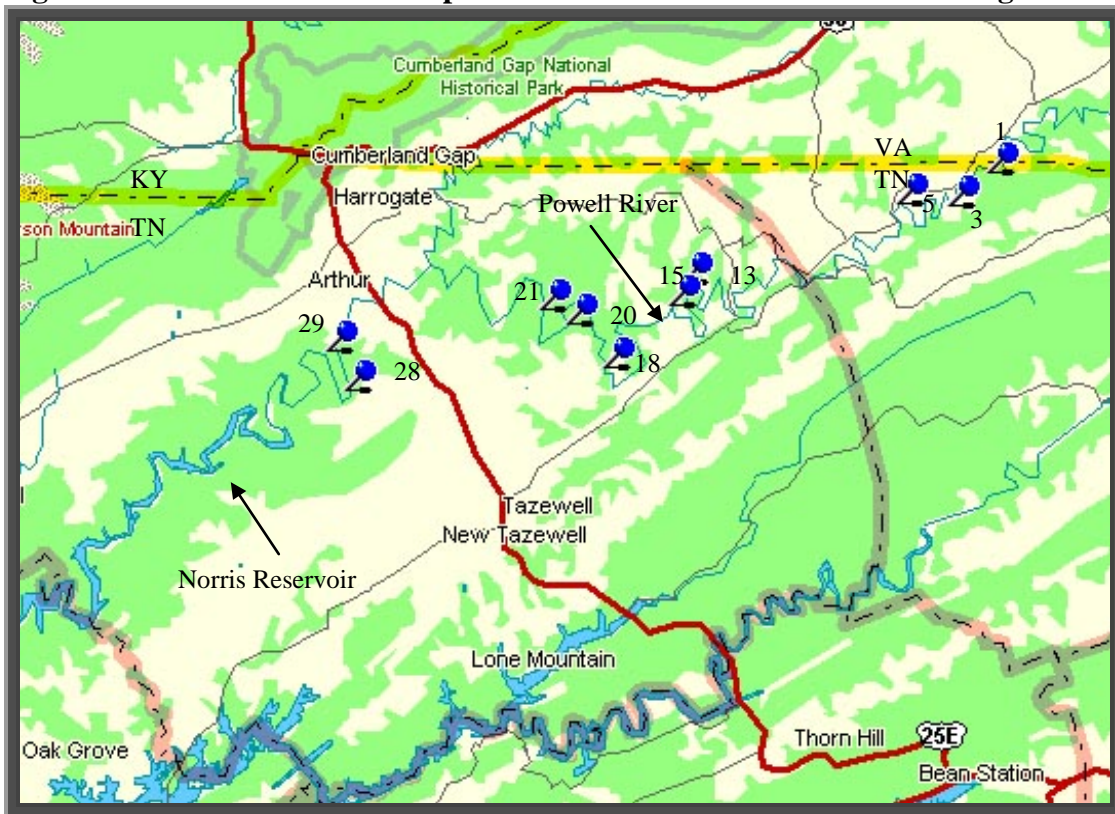 Cumberland Gap National
Historical Park
1
VA
Cumberland Gap
KY
TN
Harrogate
Powell River
5
3
TN
rson Mountain
Arthur
15
13
21
20
29
18
28
Tazewell
New Tazewell
Norris Reservoir
Lone Mountain
Oak Grove
Thorn Hill
25E
Bean Station